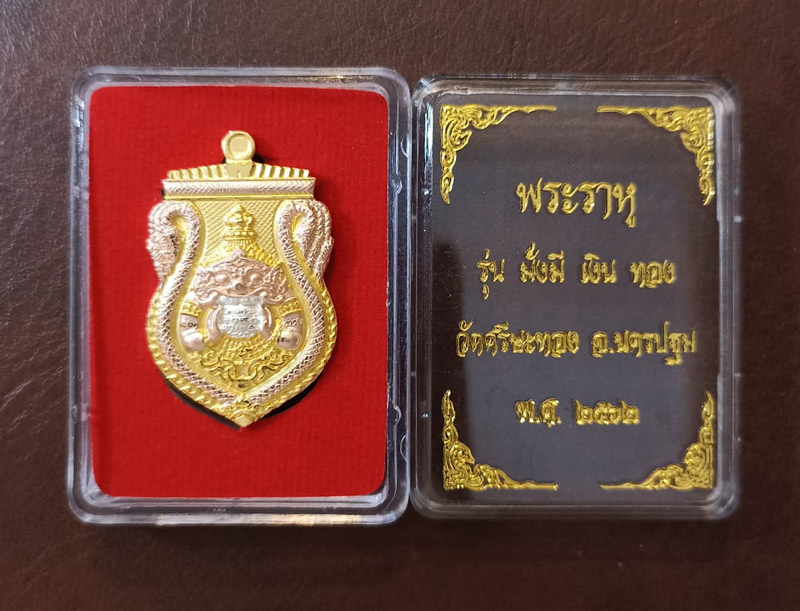 พระราหู
รุ่น มั่งมี เงิน ทอง
วัดศรีษะทอง จ.นครปฐม
พ.ศ. ๒๕๖๒